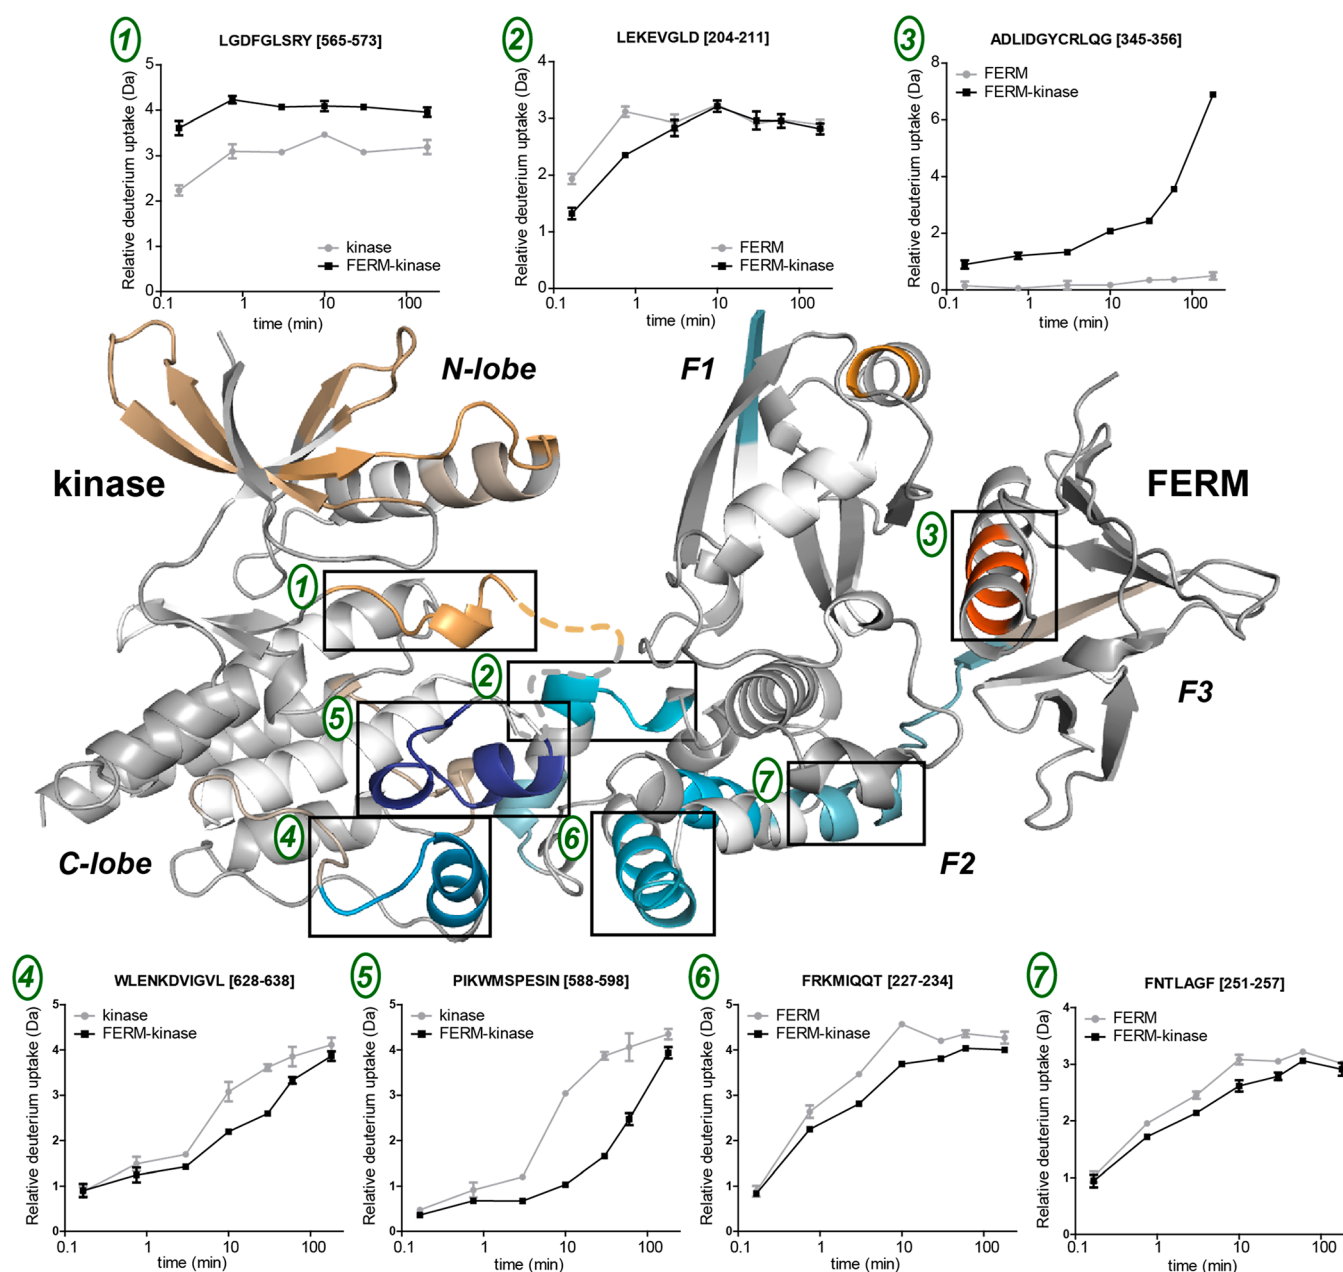 1
LGDFGLSRY [565-573]
Relative deuterium uptake (Da)
5
4
3
2
1
0
kinase
FERM-kinase
0.1
1
10
100
time (min)
2
LEKEVGLD [204-211]
Relative deuterium uptake (Da)
4
3
2
1
0
FERM
FERM-kinase
0.1
1
10
100
time (min)
3
ADLIDGYCRLQG [345-356]
Relative deuterium uptake (Da)
8
6
4
2
0
FERM
FERM-kinase
0.1
1
10
100
time (min)
N-lobe
F1
kinase
FERM
3
1
2
5
F3
7
4
6
C-lobe
F2
4
WLENKDVIGVL [628-638]
Relative deuterium uptake (Da)
5
4
3
2
1
0
kinase
FERM-kinase
0.1
1
10
100
time (min)
5
PIKWMSPESIN [588-598]
Relative deuterium uptake (Da)
5
4
3
2
1
0
kinase
FERM-kinase
0.1
1
10
100
time (min)
6
FRKMIQQT [227-234]
Relative deuterium uptake (Da)
5
4
3
2
1
0
FERM
FERM-kinase
0.1
1
10
100
time (min)
7
FNTLAGF [251-257]
Relative deuterium uptake (Da)
4
3
2
1
0
FERM
FERM-kinase
0.1
1
10
100
time (min)